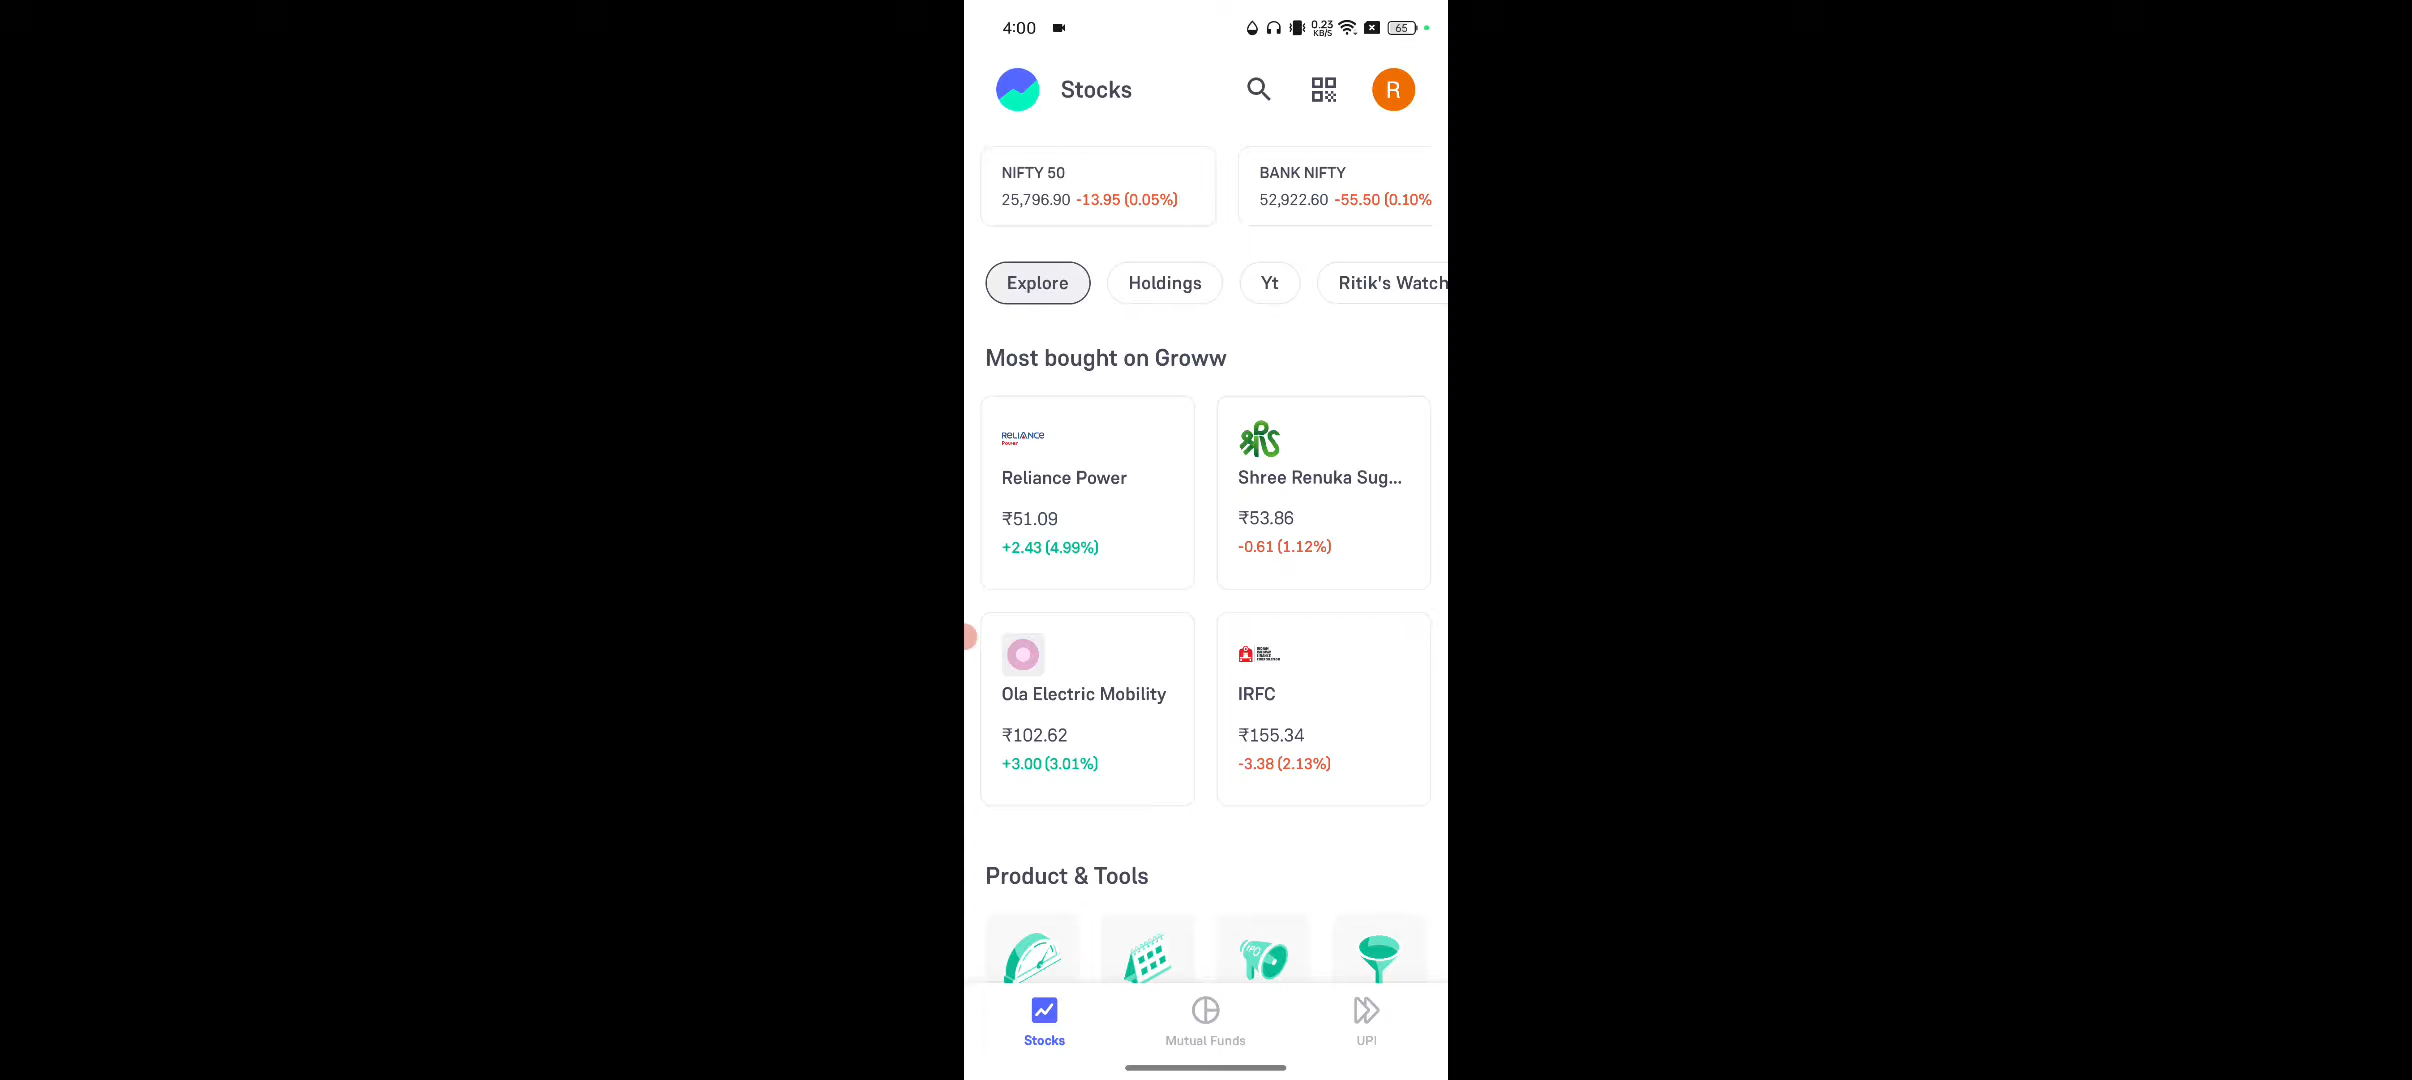 4:00
0.23
KB/S
65
Stocks
R
NIFTY 50
25,796.90 -13.95 (0.05%)
BANK NIFTY
52,922.60 -55.50 (0.10%
Explore
Holdings
Yt
Ritik's Watch
Most bought on Groww
RELIANCE
Power
Reliance Power
₹51.09
+2.43 (4.99%)
Shree Renuka Sug...
₹53.86
-0.61 (1.12%)
Ola Electric Mobility
₹102.62
+3.00 (3.01%)
IRFC
₹155.34
-3.38 (2.13%)
Product & Tools
IPO
Stocks
Mutual Funds
UPI